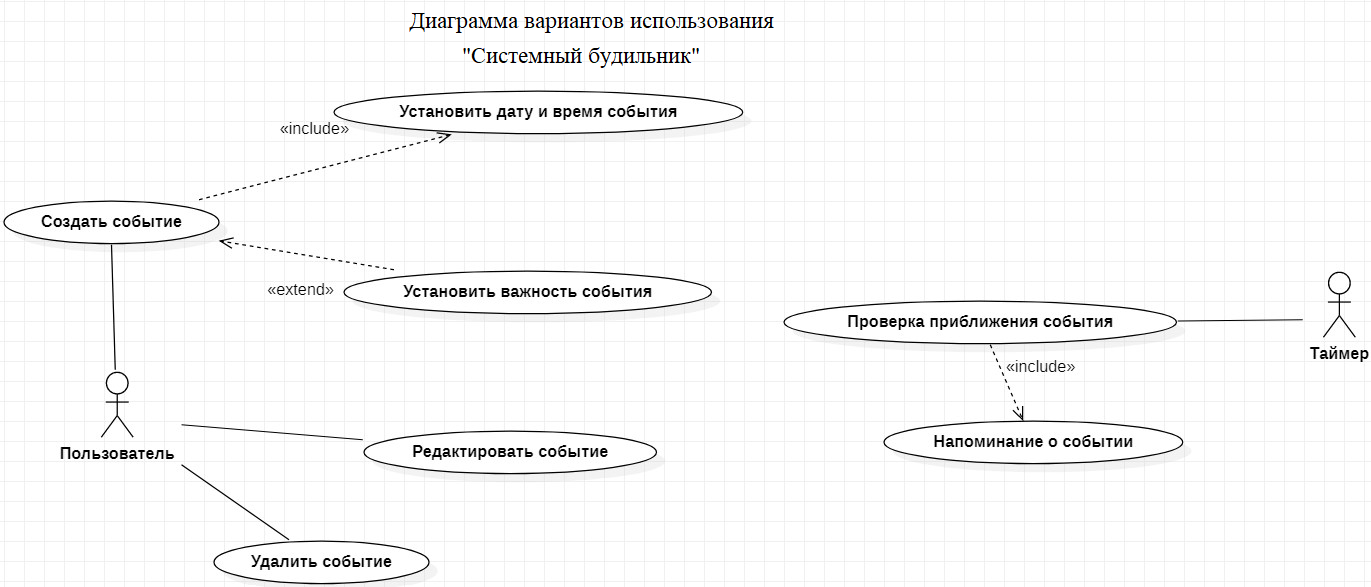 Диаграмма вариантов использования
"Системный будильник"
Установить дату и время события
«include»
Создать событие
«extend»
Установить важность события
Проверка приближения события
Таймер
«include»
Пользователь
Редактировать событие
Напоминание о событии
Удалить событие